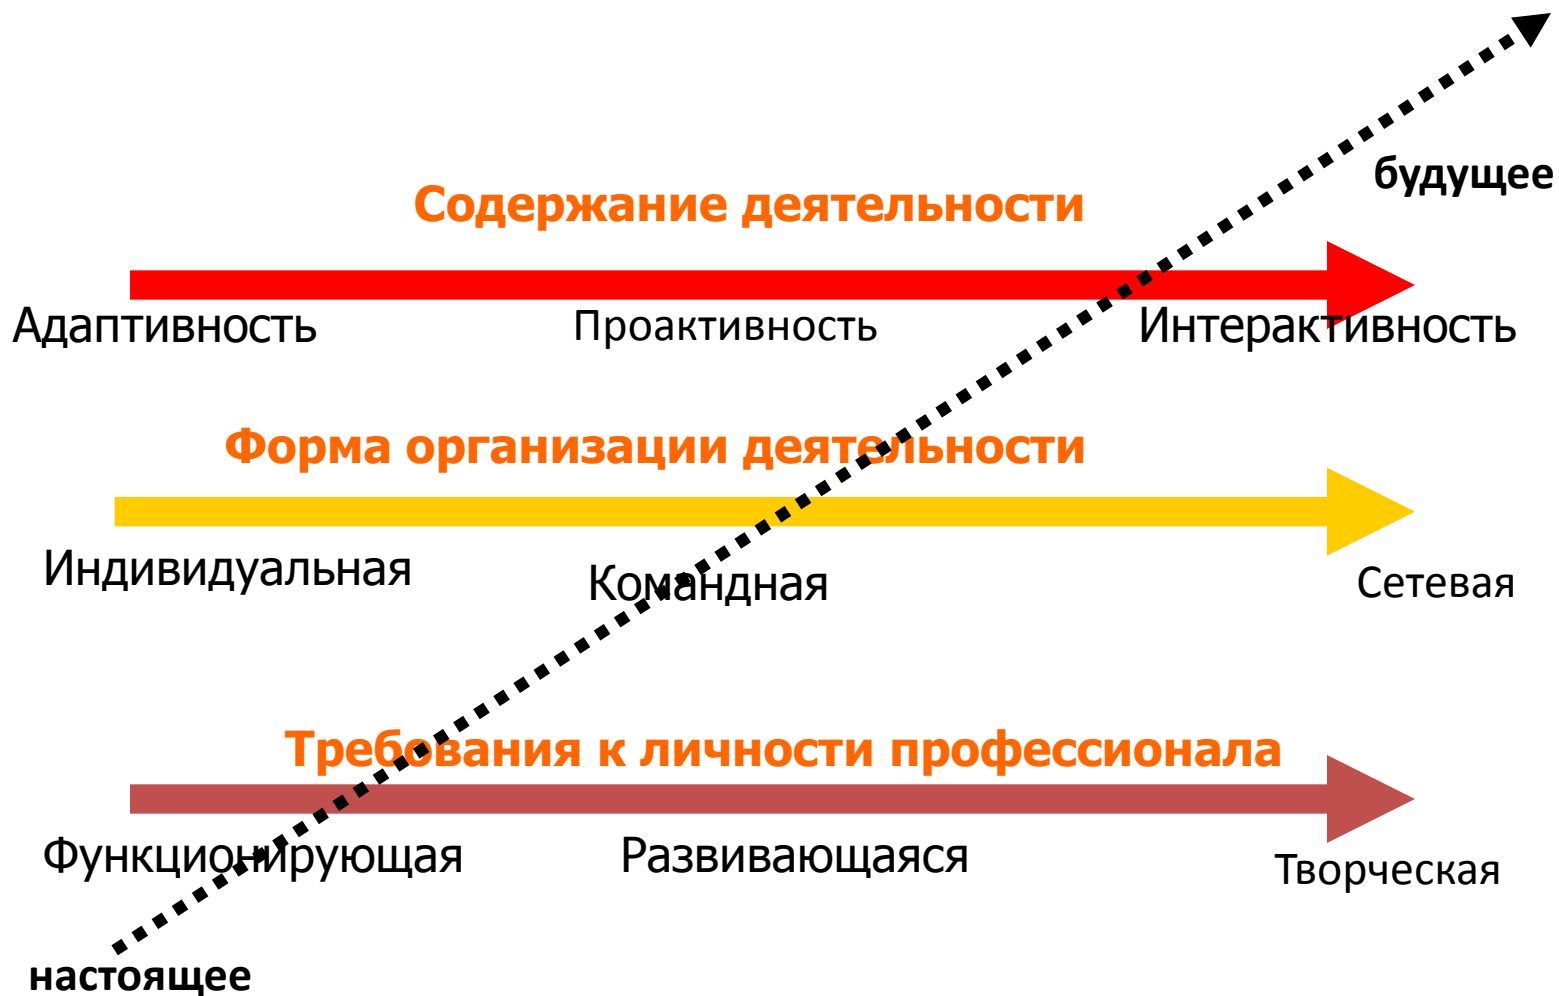 будущее
Содержание деятельности
Адаптивность Проактивность Интерактивность
Форма организации деятельности
Индивидуальная Командная Сетевая
Требования к личности профессионала
Функционирующая Развивающаяся Творческая
настоящее